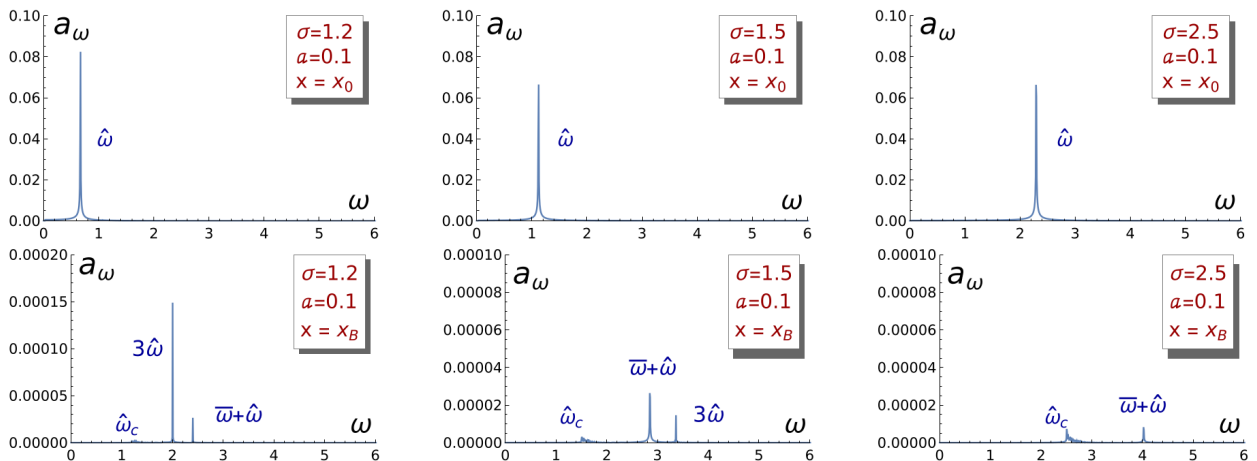 0.10
0.08
0.06
0.04
0.02
0.00
0 1 2 3 4 5 6
a_ω
ω̂
ω
σ=1.2
𝒶=0.1
x = x₀
0.10
0.08
0.06
0.04
0.02
0.00
0 1 2 3 4 5 6
a_ω
ω̂
ω
σ=1.5
𝒶=0.1
x = x₀
0.10
0.08
0.06
0.04
0.02
0.00
0 1 2 3 4 5 6
a_ω
ω̂
ω
σ=2.5
𝒶=0.1
x = x₀
0.00020
0.00015
0.00010
0.00005
0.00000
0 1 2 3 4 5 6
a_ω
3ω̂
ω̂_c
ω̅+ω̂
ω
σ=1.2
𝒶=0.1
x = x_B
0.00010
0.00008
0.00006
0.00004
0.00002
0.00000
0 1 2 3 4 5 6
a_ω
ω̅+ω̂
ω̂_c
3ω̂
ω
σ=1.5
𝒶=0.1
x = x_B
0.00010
0.00008
0.00006
0.00004
0.00002
0.00000
0 1 2 3 4 5 6
a_ω
ω̂_c
ω̅+ω̂
ω
σ=2.5
𝒶=0.1
x = x_B